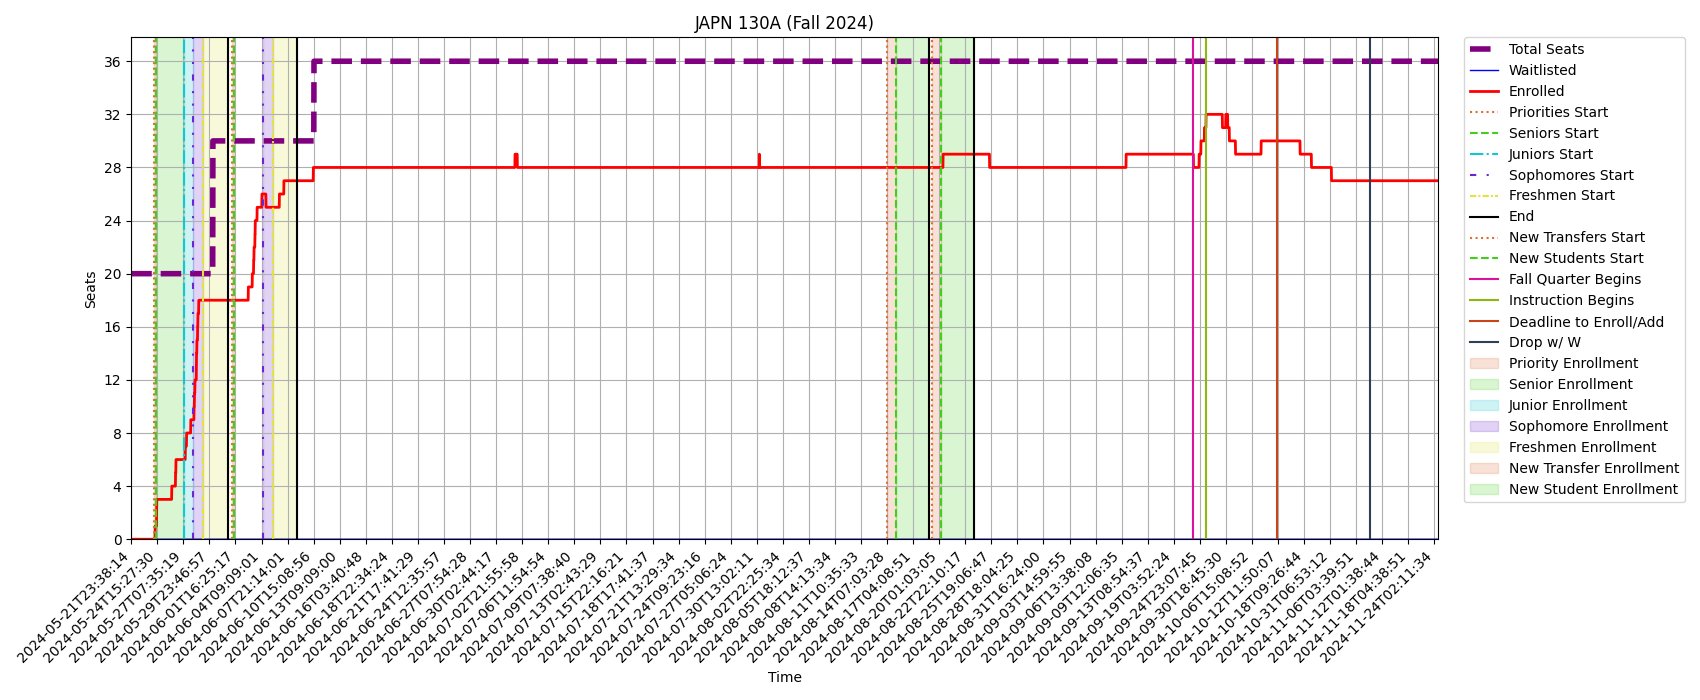 JAPN 130A (Fall 2024)
36
32
28
24
20
16
12
8
4
0
Seats
2024-05-21T23:38:14
2024-05-24T15:27:30
2024-05-27T07:35:19
2024-05-29T23:46:57
2024-06-01T16:25:17
2024-06-04T09:09:01
2024-06-07T21:14:01
2024-06-10T15:08:56
2024-06-13T09:09:00
2024-06-16T03:40:48
2024-06-18T22:34:24
2024-06-21T17:41:29
2024-06-24T12:35:57
2024-06-27T07:54:28
2024-06-30T02:44:17
2024-07-02T21:55:58
2024-07-06T11:54:54
2024-07-09T07:38:40
2024-07-13T02:43:29
2024-07-15T22:16:21
2024-07-18T17:41:37
2024-07-21T13:29:34
2024-07-24T09:23:16
2024-07-27T05:06:24
2024-07-30T03:02:11
2024-08-02T22:25:34
2024-08-05T18:12:37
2024-08-08T14:13:34
2024-08-11T10:35:33
2024-08-14T07:03:28
2024-08-17T04:08:51
2024-08-20T01:03:05
2024-08-22T22:10:17
2024-08-25T19:06:47
2024-08-28T18:04:25
2024-08-31T16:24:00
2024-09-03T14:59:55
2024-09-06T13:38:08
2024-09-09T12:06:35
2024-09-13T08:54:37
2024-09-19T03:52:24
2024-09-24T23:07:45
2024-09-30T18:45:30
2024-10-06T15:08:52
2024-10-12T11:50:07
2024-10-18T09:26:44
2024-10-31T06:53:12
2024-11-06T03:39:51
2024-11-12T01:38:44
2024-11-18T04:38:51
2024-11-24T02:11:34
Time
Total Seats
Waitlisted
Enrolled
Priorities Start
Seniors Start
Juniors Start
Sophomores Start
Freshmen Start
End
New Transfers Start
New Students Start
Fall Quarter Begins
Instruction Begins
Deadline to Enroll/Add
Drop w/ W
Priority Enrollment
Senior Enrollment
Junior Enrollment
Sophomore Enrollment
Freshmen Enrollment
New Transfer Enrollment
New Student Enrollment